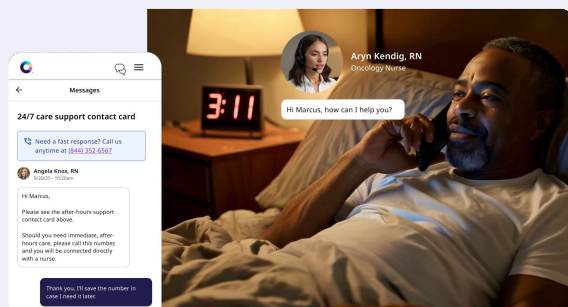 Messages
24/7 care support contact card
Need a fast response? Call us
anytime at (844) 352-6567
Angela Knox, RN
9/20/25 - 10:20am
Hi Marcus,
Please see the after-hours support
contact card above.
Should you need immediate, after-
hours care, please call this number,
and you will be connected directly
with a nurse.
Thank you, I'll save the number in
case I need it later.
3:11
Aryn Kendig, RN
Oncology Nurse
Hi Marcus, how can I help you?